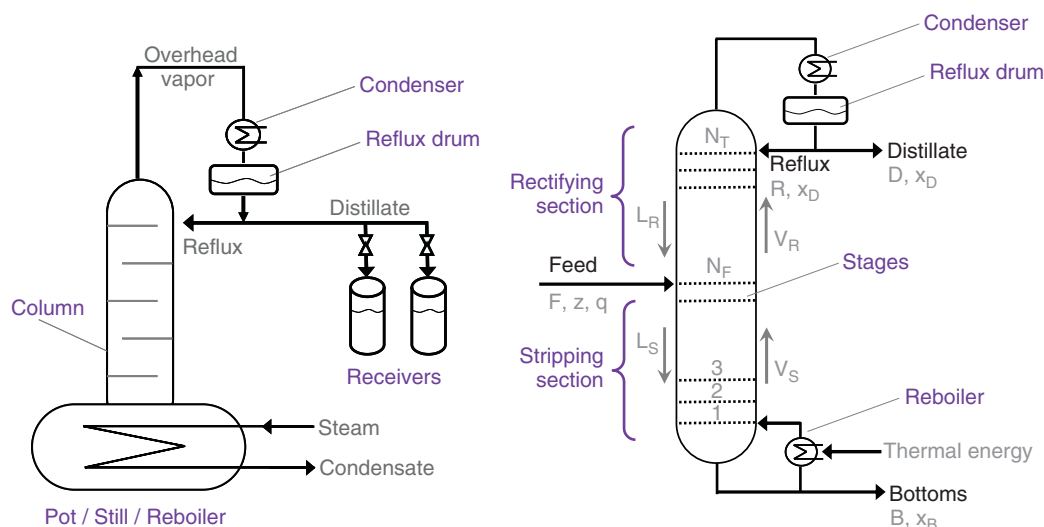 Overhead
vapor
Condenser
Reflux drum
Distillate
Reflux
Column
Receivers
Steam
Condensate
Pot / Still / Reboiler
Condenser
Reflux drum
N_T
Reflux
R, x_D
Distillate
D, x_D
Rectifying
section
L_R
V_R
Feed
F, z, q
N_F
Stages
Stripping
section
L_S
V_S
3
2
1
Reboiler
Thermal energy
Bottoms
B, x_B